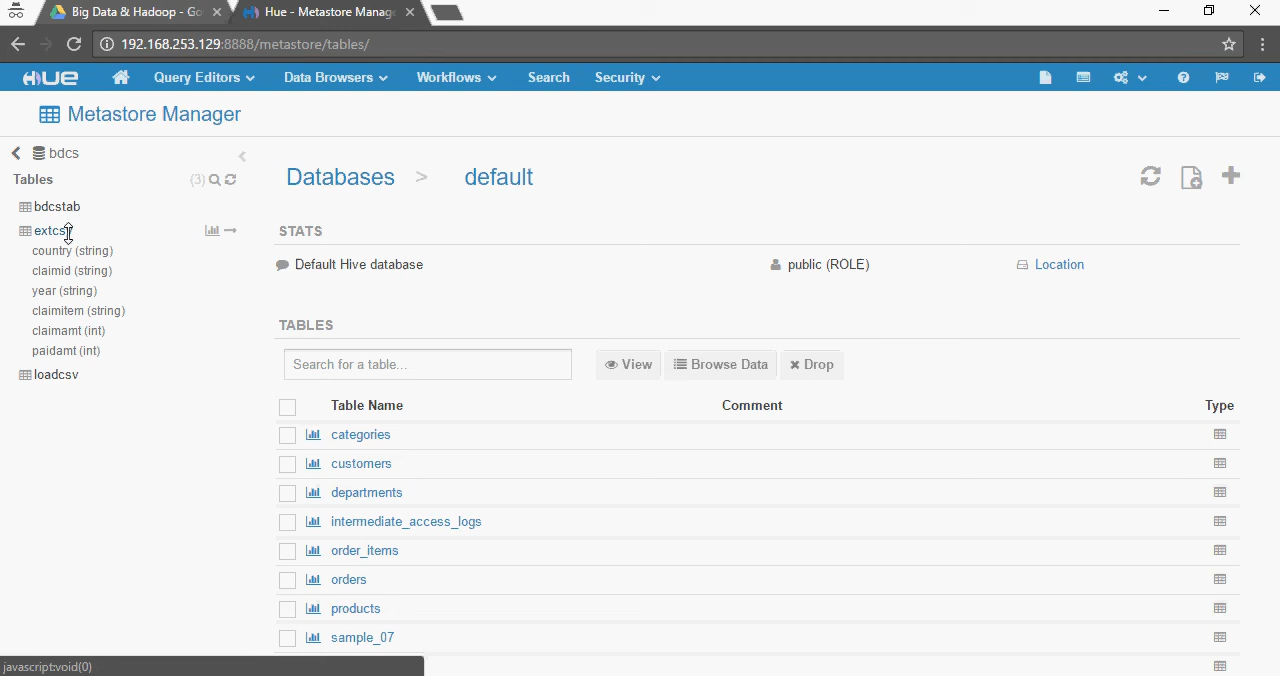 Big Data & Hadoop - Go
Hue - Metastore Manag
192.168.253.129:8888/metastore/tables/
HUE
Query Editors
Data Browsers
Workflows
Search
Security
Metastore Manager
bdcs
Tables
(3)
bdcstab
country (string)
claimid (string)
year (string)
claimitem (string)
claimamt (int)
paidamt (int)
loadcsv
Databases > default
STATS
Default Hive database
public (ROLE)
Location
TABLES
Search for a table...
View
Browse Data
Drop
Table Name
Comment
Type
categories
customers
departments
intermediate_access_logs
order_items
orders
products
sample_07
javascript:void(0)